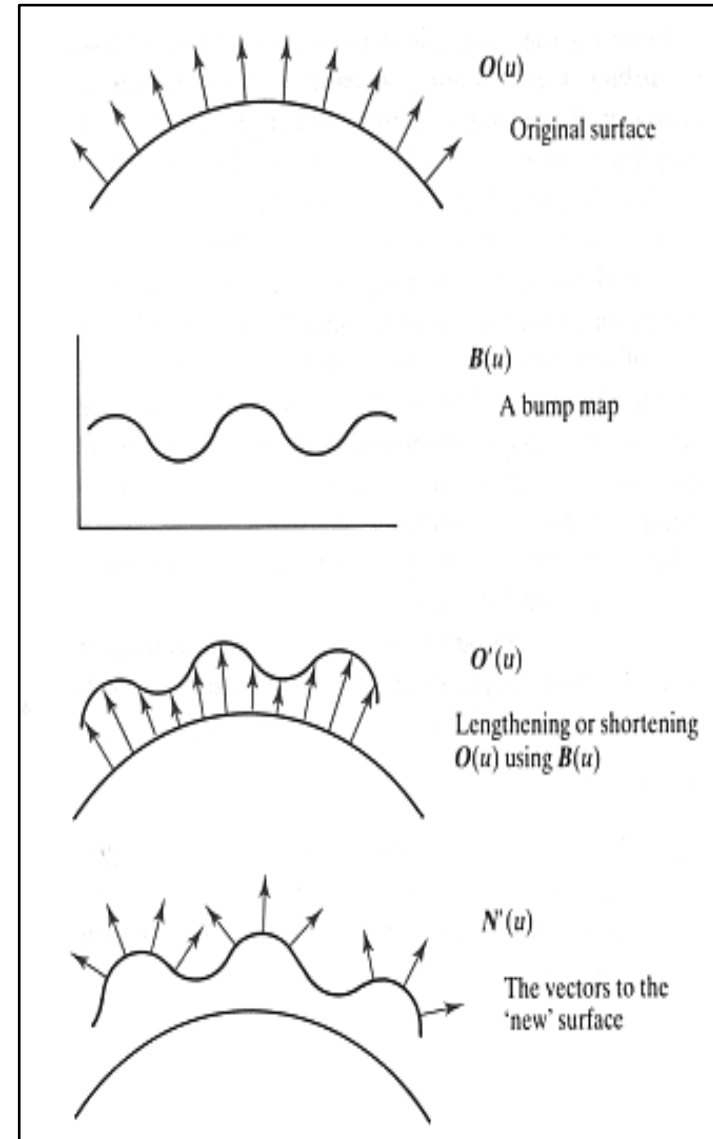 O(u)
Original surface
B(u)
A bump map
O'(u)
Lengthening or shortening
O(u) using B(u)
N'(u)
The vectors to the
‘new’ surface